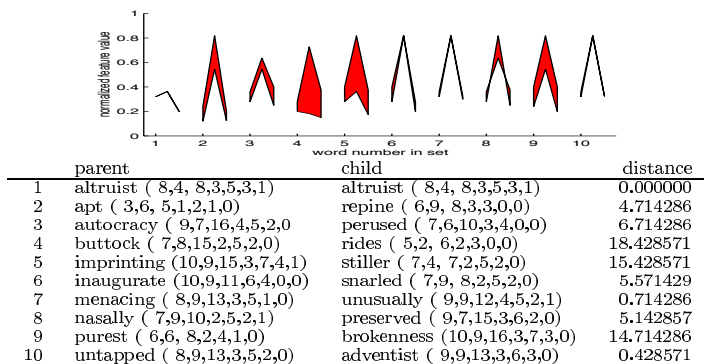 normalized feature value
1
0.8
0.6
0.4
0.2
0
1 2 3 4 5 6 7 8 9 10
word number in set
parent child distance
1 altruist ( 8,4, 8,3,5,3,1) altruist ( 8,4, 8,3,5,3,1) 0.000000
2 apt ( 3,6, 5,1,2,1,0) repine ( 6,9, 8,3,3,0,0) 4.714286
3 autocracy ( 9,7,16,4,5,2,0 perused ( 7,6,10,3,4,0,0) 6.714286
4 buttock ( 7,8,15,2,5,2,0) rides ( 5,2, 6,2,3,0,0) 18.428571
5 imprinting (10,9,15,3,7,4,1) stiller ( 7,4, 7,2,5,2,0) 15.428571
6 inaugurate (10,9,11,6,4,0,0) snarled ( 7,9, 8,2,5,2,0) 5.571429
7 menacing ( 8,9,13,3,5,1,0) unusually ( 9,9,12,4,5,2,1) 0.714286
8 nasally ( 7,9,10,2,5,2,1) preserved ( 9,7,15,3,6,2,0) 5.142857
9 purest ( 6,6, 8,2,4,1,0) brokenness (10,9,16,3,7,3,0) 14.714286
10 untapped ( 8,9,13,3,5,2,0) adventist ( 9,9,13,3,6,3,0) 0.428571